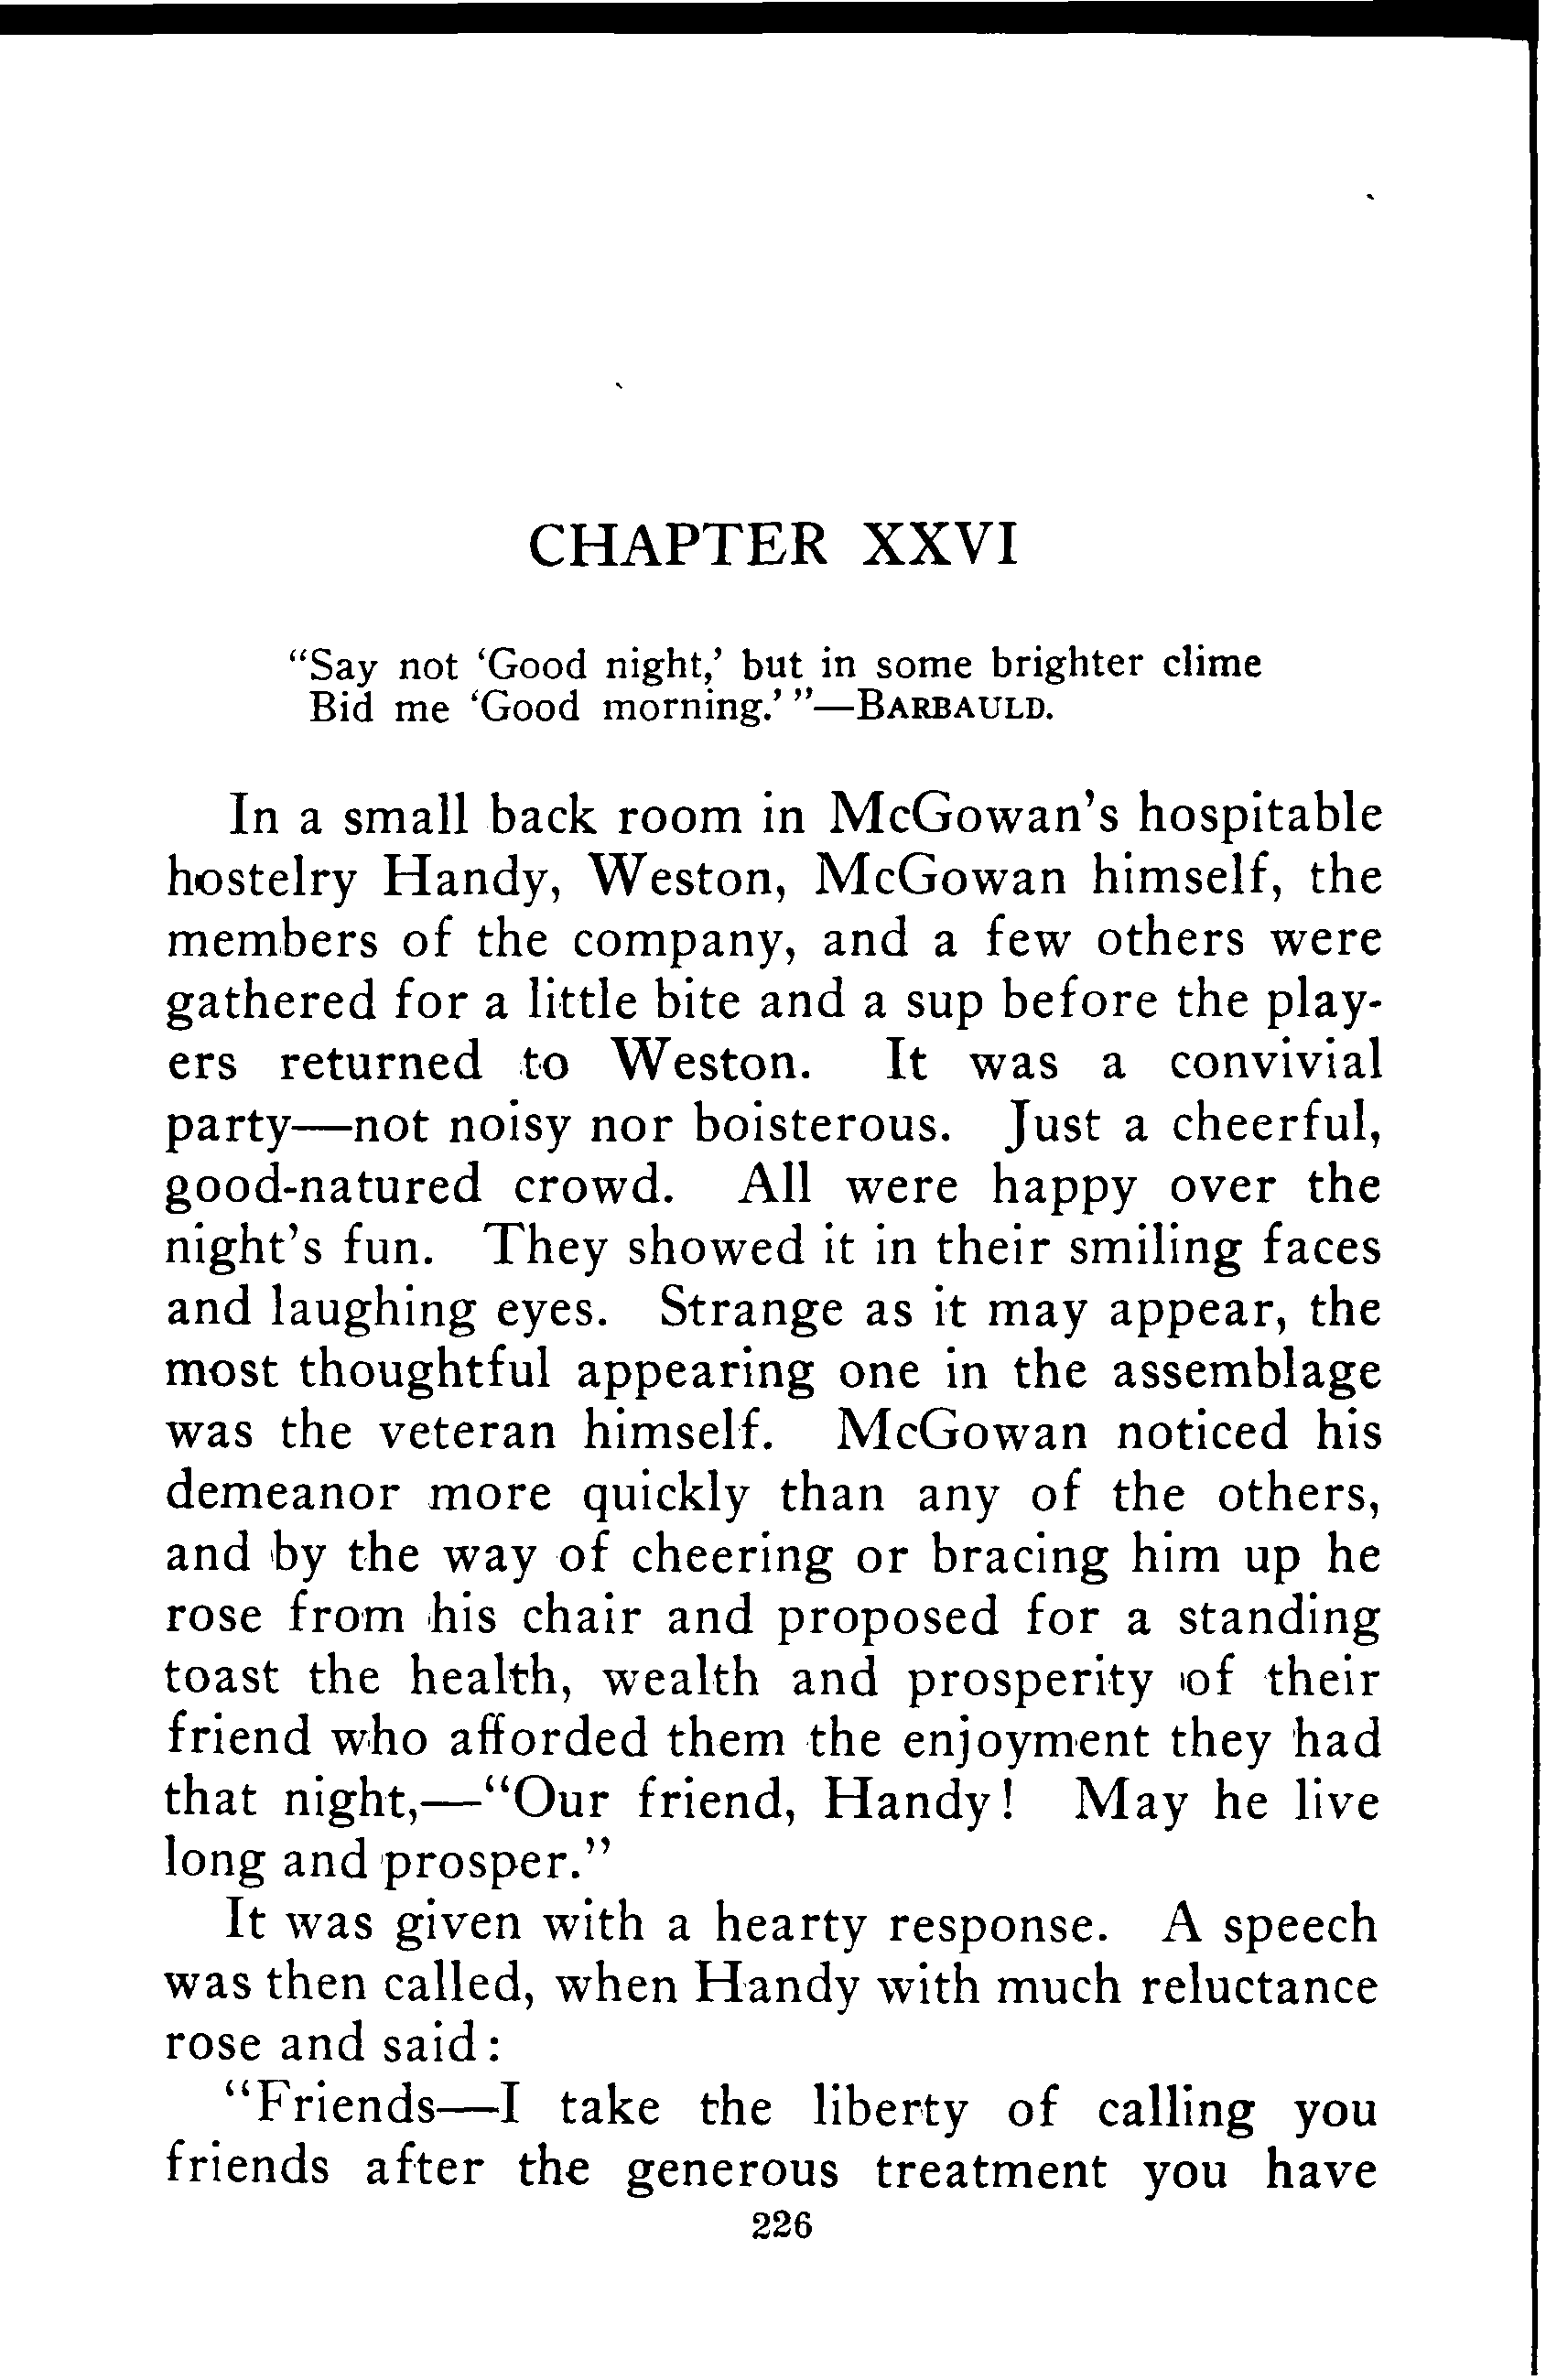 CHAPTER XXVI
“Say not ‘Good night,’ but in some brighter clime
Bid me ‘Good morning.’ ”—BARBAULD.
In a small back room in McGowan’s hospitable
hostelry Handy, Weston, McGowan himself, the
members of the company, and a few others were
gathered for a little bite and a sup before the play-
ers returned to Weston. It was a convivial
party—not noisy nor boisterous. Just a cheerful,
good-natured crowd. All were happy over the
night’s fun. They showed it in their smiling faces
and laughing eyes. Strange as it may appear, the
most thoughtful appearing one in the assemblage
was the veteran himself. McGowan noticed his
demeanor more quickly than any of the others,
and by the way of cheering or bracing him up he
rose from his chair and proposed for a standing
toast the health, wealth and prosperity of their
friend who afforded them the enjoyment they had
that night,—“Our friend, Handy! May he live
long and prosper.”
It was given with a hearty response. A speech
was then called, when Handy with much reluctance
rose and said:
“Friends—I take the liberty of calling you
friends after the generous treatment you have
226